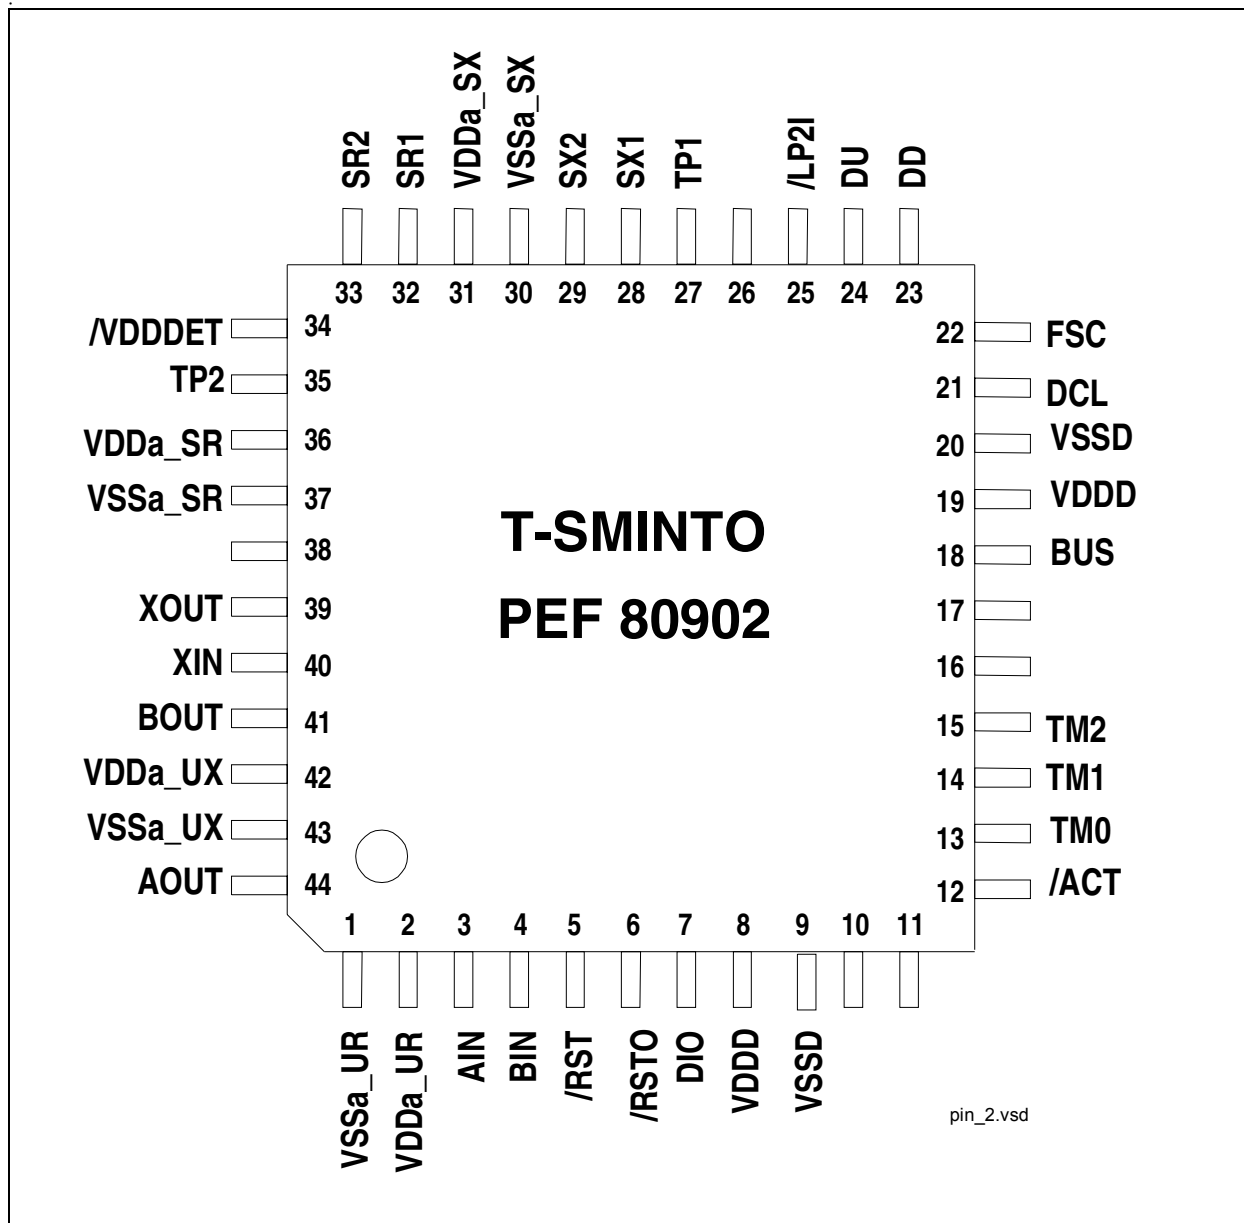 SR2
SR1
VDDa_SX
VSSa_SX
SX2
SX1
TP1
/LP2I
DU
DD
33
32
31
30
29
28
27
26
25
24
23
/VDDDET
34
TP2
35
VDDa_SR
36
VSSa_SR
37
38
XOUT
39
XIN
40
BOUT
41
VDDa_UX
42
VSSa_UX
43
AOUT
44
T-SMINTO
PEF 80902
22
FSC
21
DCL
20
VSSD
19
VDDD
18
BUS
17
16
15
TM2
14
TM1
13
TM0
12
/ACT
1
2
3
4
5
6
7
8
9
10
11
VSSa_UR
VDDa_UR
AIN
BIN
/RST
/RSTO
DIO
VDDD
VSSD
pin_2.vsd